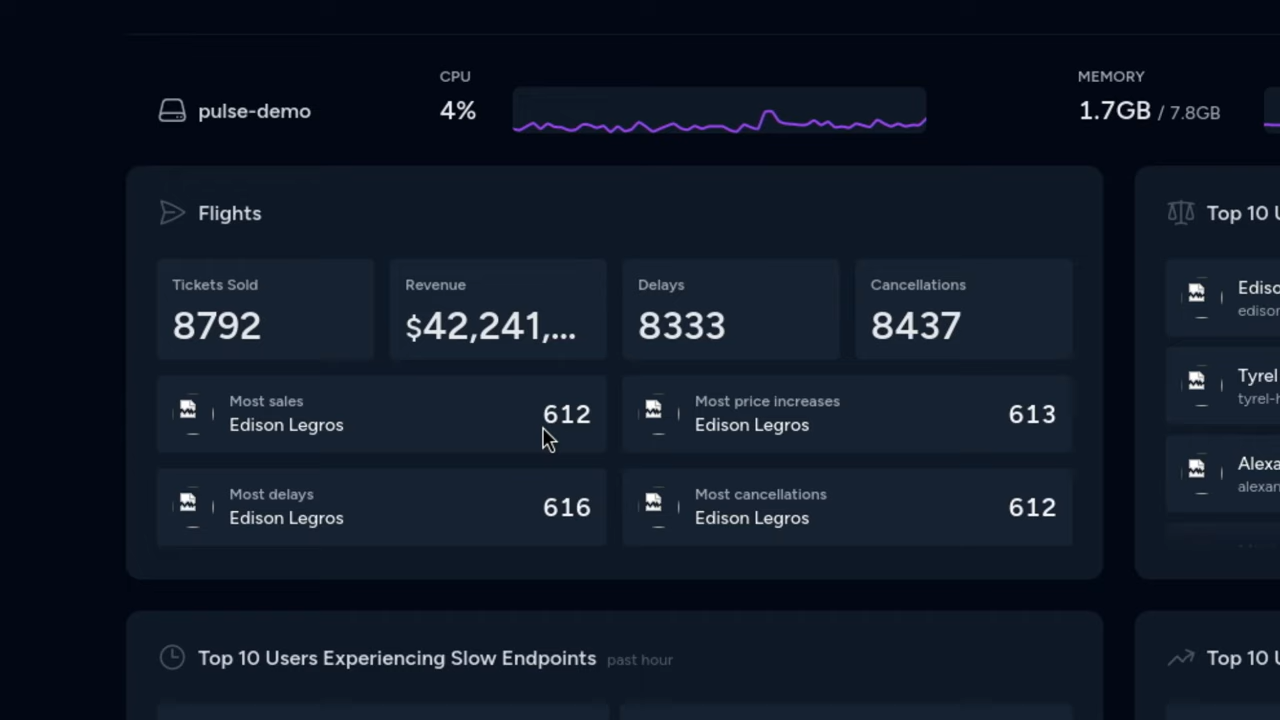 CPU
MEMORY
pulse-demo
4%
1.7GB / 7.8GB
Flights
Top 10
Tickets Sold
Revenue
Delays
Cancellations
8792
$42,241,...
8333
8437
Most sales
Edison Legros
612
Most price increases
Edison Legros
613
Tyrel
Most delays
Edison Legros
616
Most cancellations
Edison Legros
612
Top 10 Users Experiencing Slow Endpoints past hour
Top 10